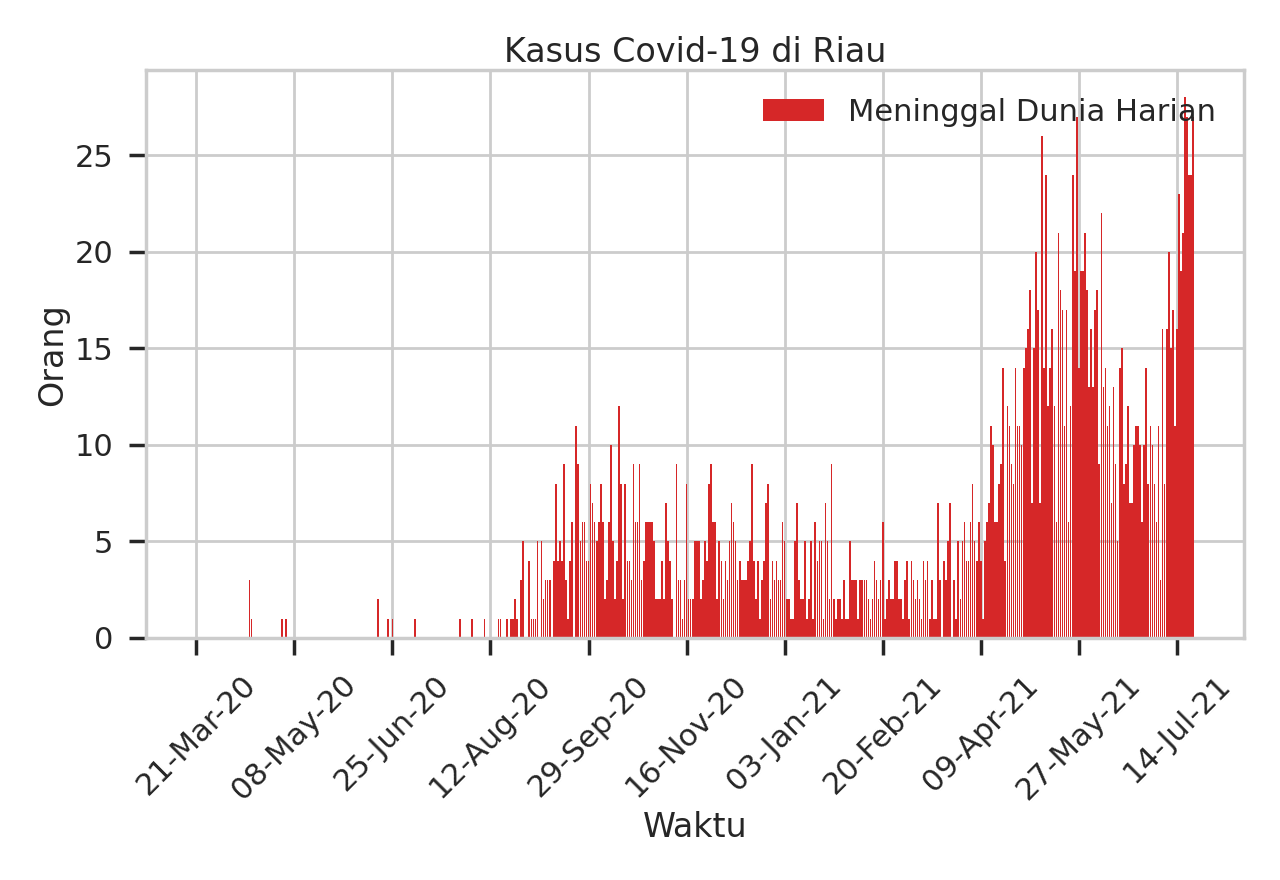 Kasus Covid-19 di Riau
Meninggal Dunia Harian
Orang
25
20
15
10
5
0
21-Mar-20
08-May-20
25-Jun-20
12-Aug-20
29-Sep-20
16-Nov-20
03-Jan-21
20-Feb-21
09-Apr-21
27-May-21
14-Jul-21
Waktu